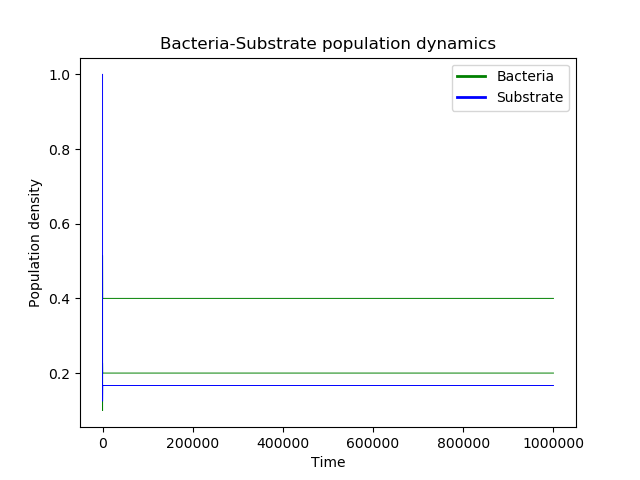 Bacteria-Substrate population dynamics
1.0
0.8
0.6
0.4
0.2
Population density
Bacteria
Substrate
0
200000
400000
600000
800000
1000000
Time